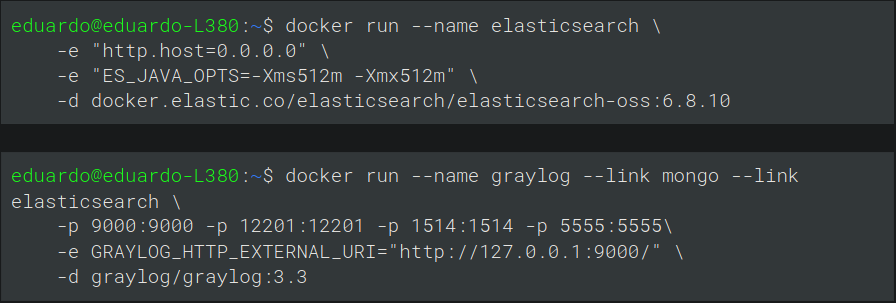 eduardo@eduardo-L380:~$ docker run --name elasticsearch \
-e "http.host=0.0.0.0" \
-e "ES_JAVA_OPTS=-Xms512m -Xmx512m" \
-d docker.elastic.co/elasticsearch/elasticsearch-oss:6.8.10
eduardo@eduardo-L380:~$ docker run --name graylog --link mongo --link
elasticsearch \
-p 9000:9000 -p 12201:12201 -p 1514:1514 -p 5555:5555\
-e GRAYLOG_HTTP_EXTERNAL_URI="http://127.0.0.1:9000/" \
-d graylog/graylog:3.3